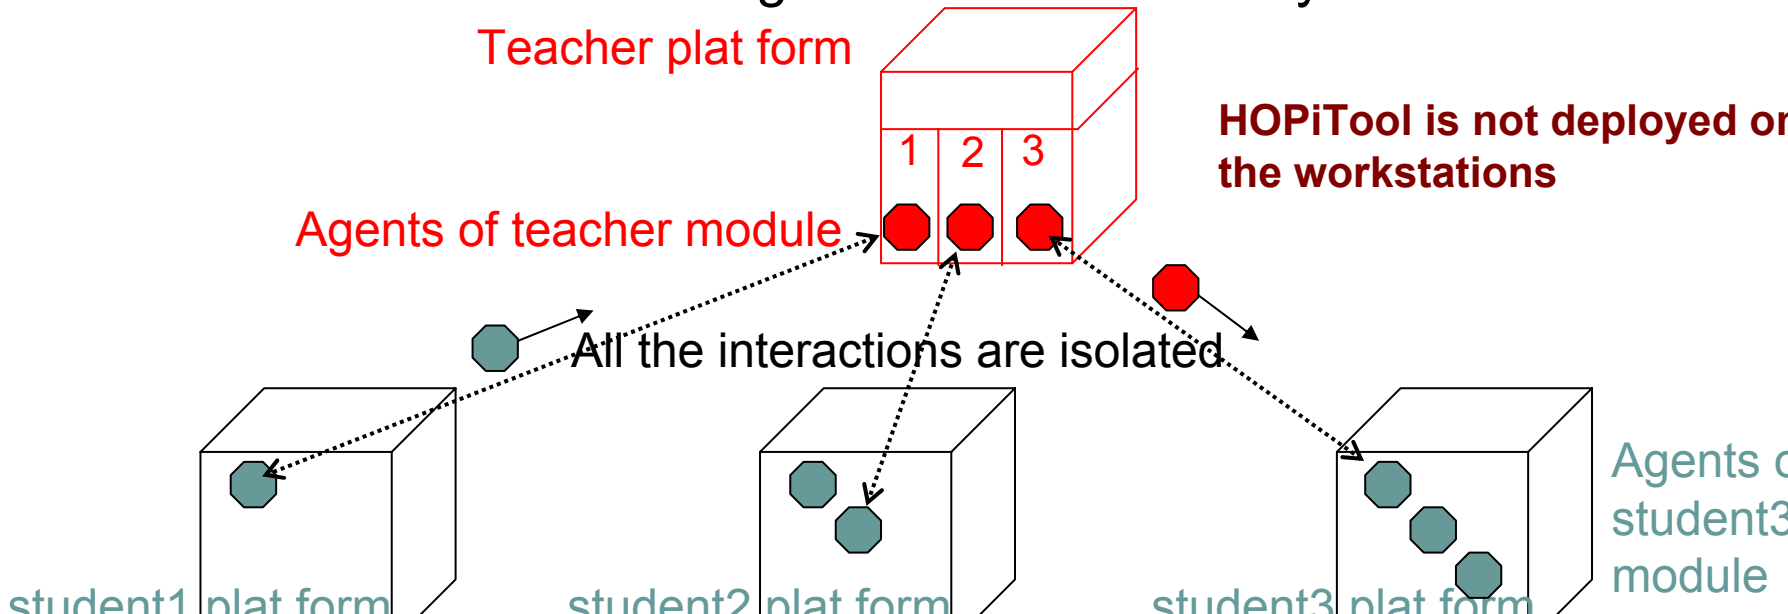 Teacher plat form
HOPiTool is not deployed
the workstations
1 2 3
Agents of teacher module
All the interactions are isolated
Agents
student3
module
student1 plat form
student2 plat form
student3 plat form